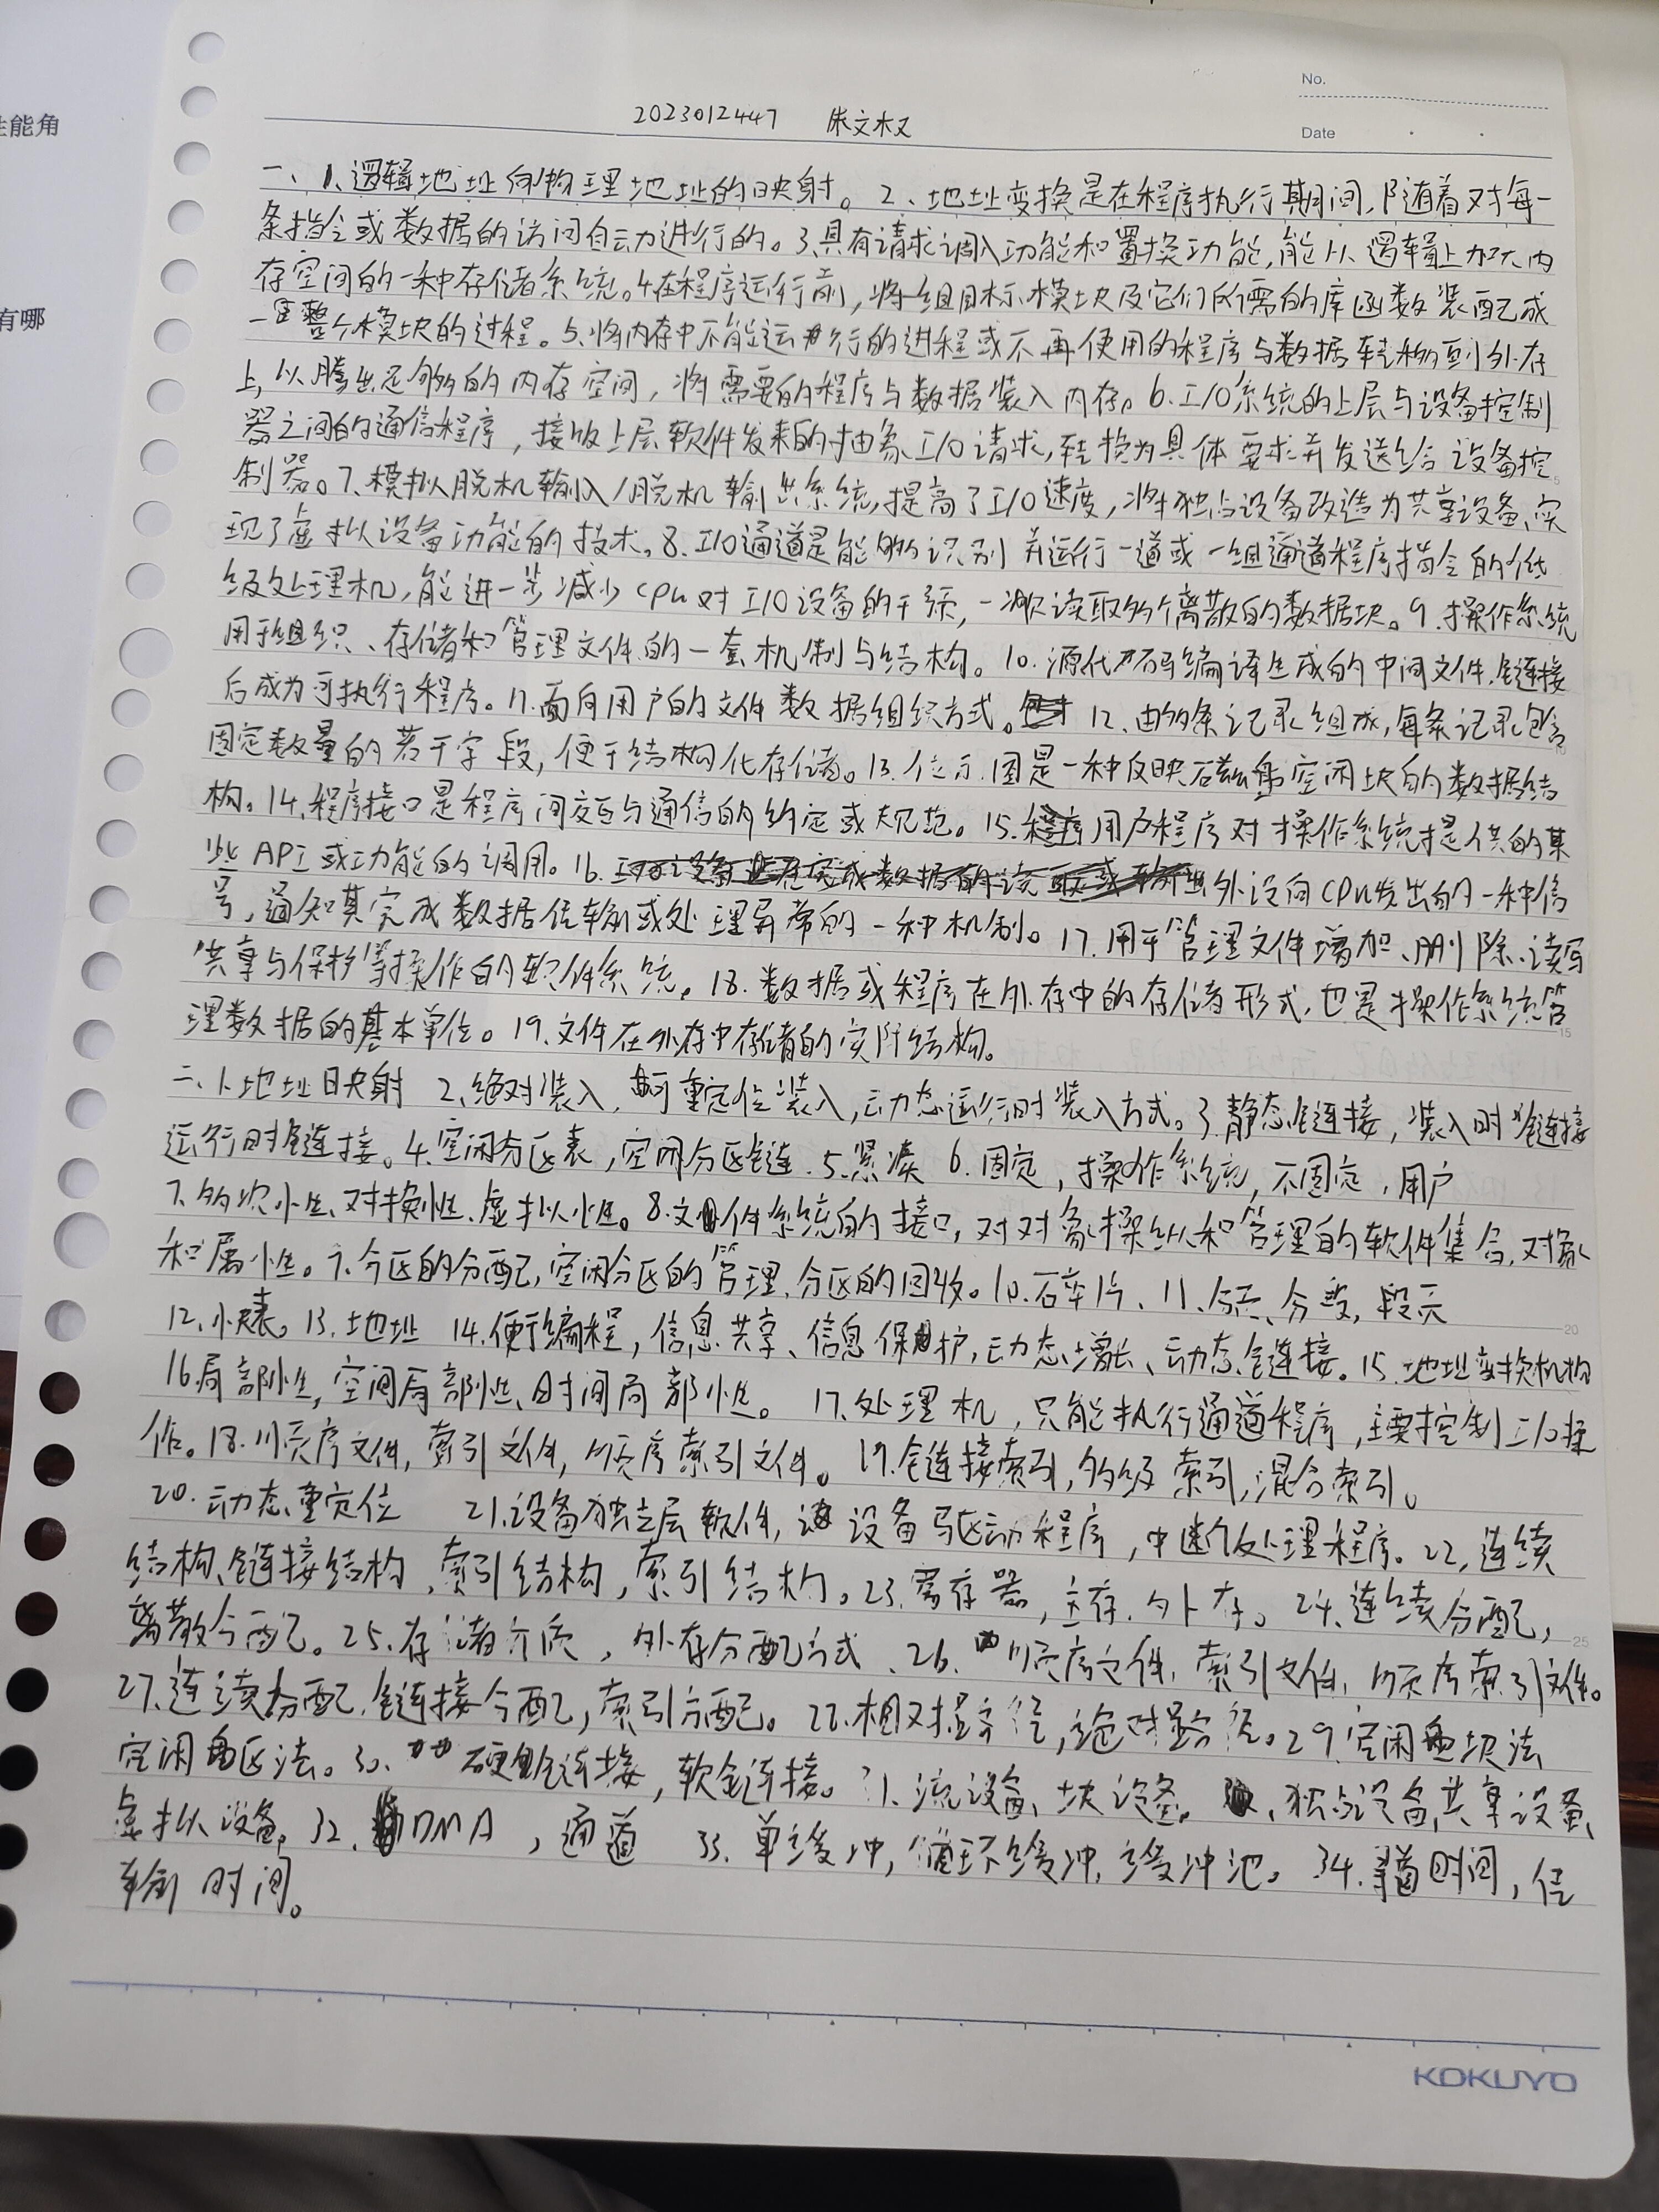 性能角
有哪
No.
Date
202301244７ 朱文权
一、1、逻辑地址向物理地址的映射。2、地址变换是在程序执行期间,随着对每一
条指令或数据的访问自动进行的。3、具有请求调入功能和置换功能,能从逻辑上加大内
存空间的一种存储系统。4、在程序运行前,将组目标模块及它们所需的库函数装配成
一整个模块的过程。5、将内存中不能运行的进程或不再使用的程序与数据转移到外存
上,以腾出足够的内存空间,将需要的程序与数据装入内存。6、I/O系统的上层与设备控制
器之间的通信程序,接收上层软件发来的抽象I/O请求,转换为具体要求并发送给设备控
制器。7、模拟脱机输入/脱机输出系统,提高了I/O速度,将独占设备改造为共享设备,实
现了虚拟设备功能的技术。8、I/O通道是能够识别并运行一道或一组通道程序指令的低
级处理机,能进一步减少CPU对I/O设备的干预,一次读取多个离散的数据块。9、操作系统
用于组织、存储和管理文件的一套机制与结构。10、源代码编译生成的中间文件,链接
后成为可执行程序。11、面向用户的文件数据组织方式。12、由多条记录组成,每条记录包含
固定数量的若干字段,便于结构化存储。13、位示图是一种反映磁盘空闲块的数据结
构。14、程序接口是程序间交互与通信的约定或规范。15、用户程序对操作系统提供的某
些API或功能的调用。16、外设向CPU发出的一种信
号,通知其完成数据传输或处理异常的一种机制。17、用于管理文件增加、删除、读写
共享与保护等操作的软件系统。18、数据或程序在外存中的存储形式,也是操作系统管
理数据的基本单位。19、文件在外存中存储的实际结构。
二、1、地址映射 2、绝对装入,可重定位装入,动态运行时装入方式。3、静态链接,装入时链接
运行时链接。4、空闲分区表,空闲分区链.5、紧凑 6、固定,操作系统,不固定,用户
7、多次性、对换性、虚拟性。8、文件系统的接口,对对象操纵和管理的软件集合,对象
和属性。9、分区的分配,空闲分区的管理,分区的回收。10、碎片、11、分页、分段,段页
12、快表。13、地址 14、便于编程,信息共享、信息保护,动态增长、动态链接。15、地址变换机构
16、局部性,空间局部性、时间局部性。17、处理机,只能执行通道程序,主要控制I/O操
作。18、顺序文件,索引文件,顺序索引文件。19、链接索引,多级索引,混合索引。
20、动态重定位 21、设备独立层软件,设备驱动程序,中断处理程序。22、连续
结构、链接结构,索引结构,索引结构。23、寄存器,主存,外存。24、连续分配,
离散分配。25、存储介质,外存分配方式、26、顺序文件,索引文件,顺序索引文件。
27、连续分配,链接分配,索引分配。28、相对路径,绝对路径。29、空闲盘块法
空闲盘区法。30、硬链接,软链接。31、流设备、块设备。、独占设备,共享设备,
虚拟设备,32、DMA,通道 33、单缓冲,循环缓冲,缓冲池。34、寻道时间,传
输时间。
KOKUYO